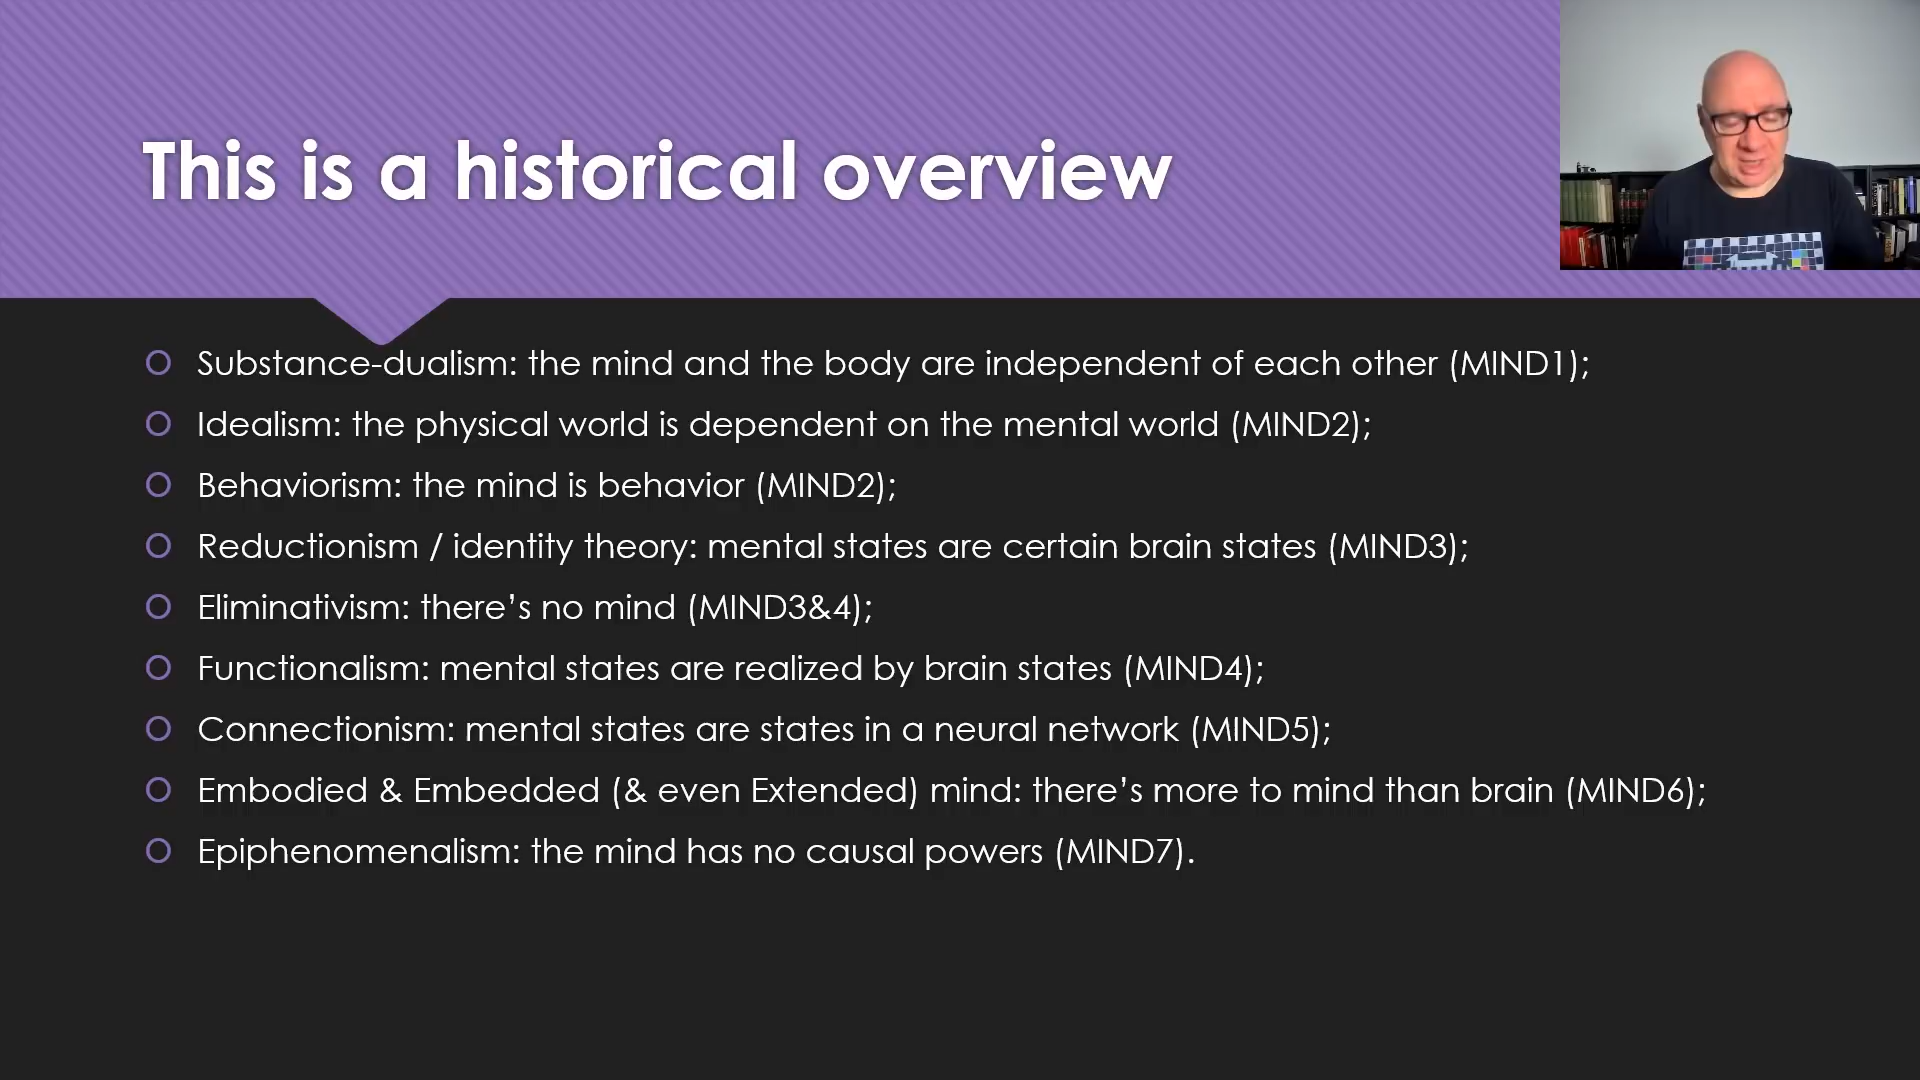 This is a historical overview
Substance-dualism: the mind and the body are independent of each other (MIND1);
Idealism: the physical world is dependent on the mental world (MIND2);
Behaviorism: the mind is behavior (MIND2);
Reductionism / identity theory: mental states are certain brain states (MIND3);
Eliminativism: there’s no mind (MIND3&4);
Functionalism: mental states are realized by brain states (MIND4);
Connectionism: mental states are states in a neural network (MIND5);
Embodied & Embedded (& even Extended) mind: there’s more to mind than brain (MIND6);
Epiphenomenalism: the mind has no causal powers (MIND7).